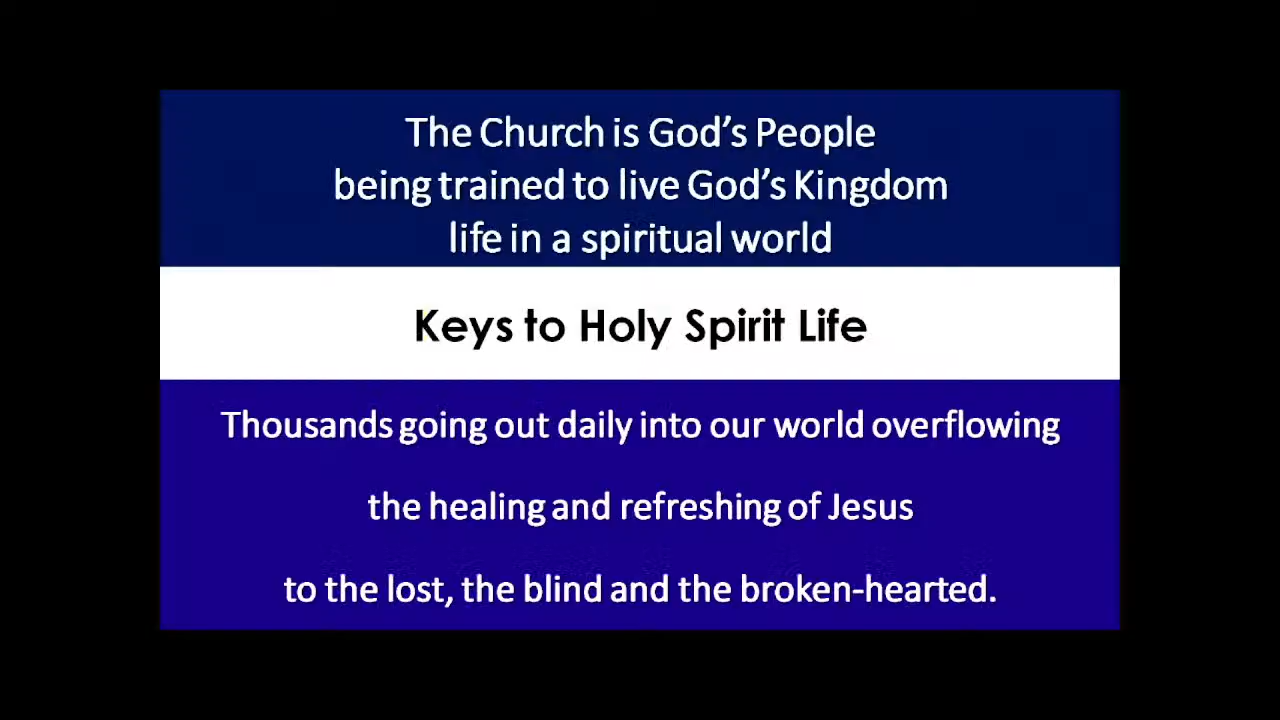 The Church is God's People
being trained to live God's Kingdom
life in a spiritual world
Keys to Holy Spirit Life
Thousands going out daily into our world overflowing
the healing and refreshing of Jesus
to the lost, the blind and the broken-hearted.